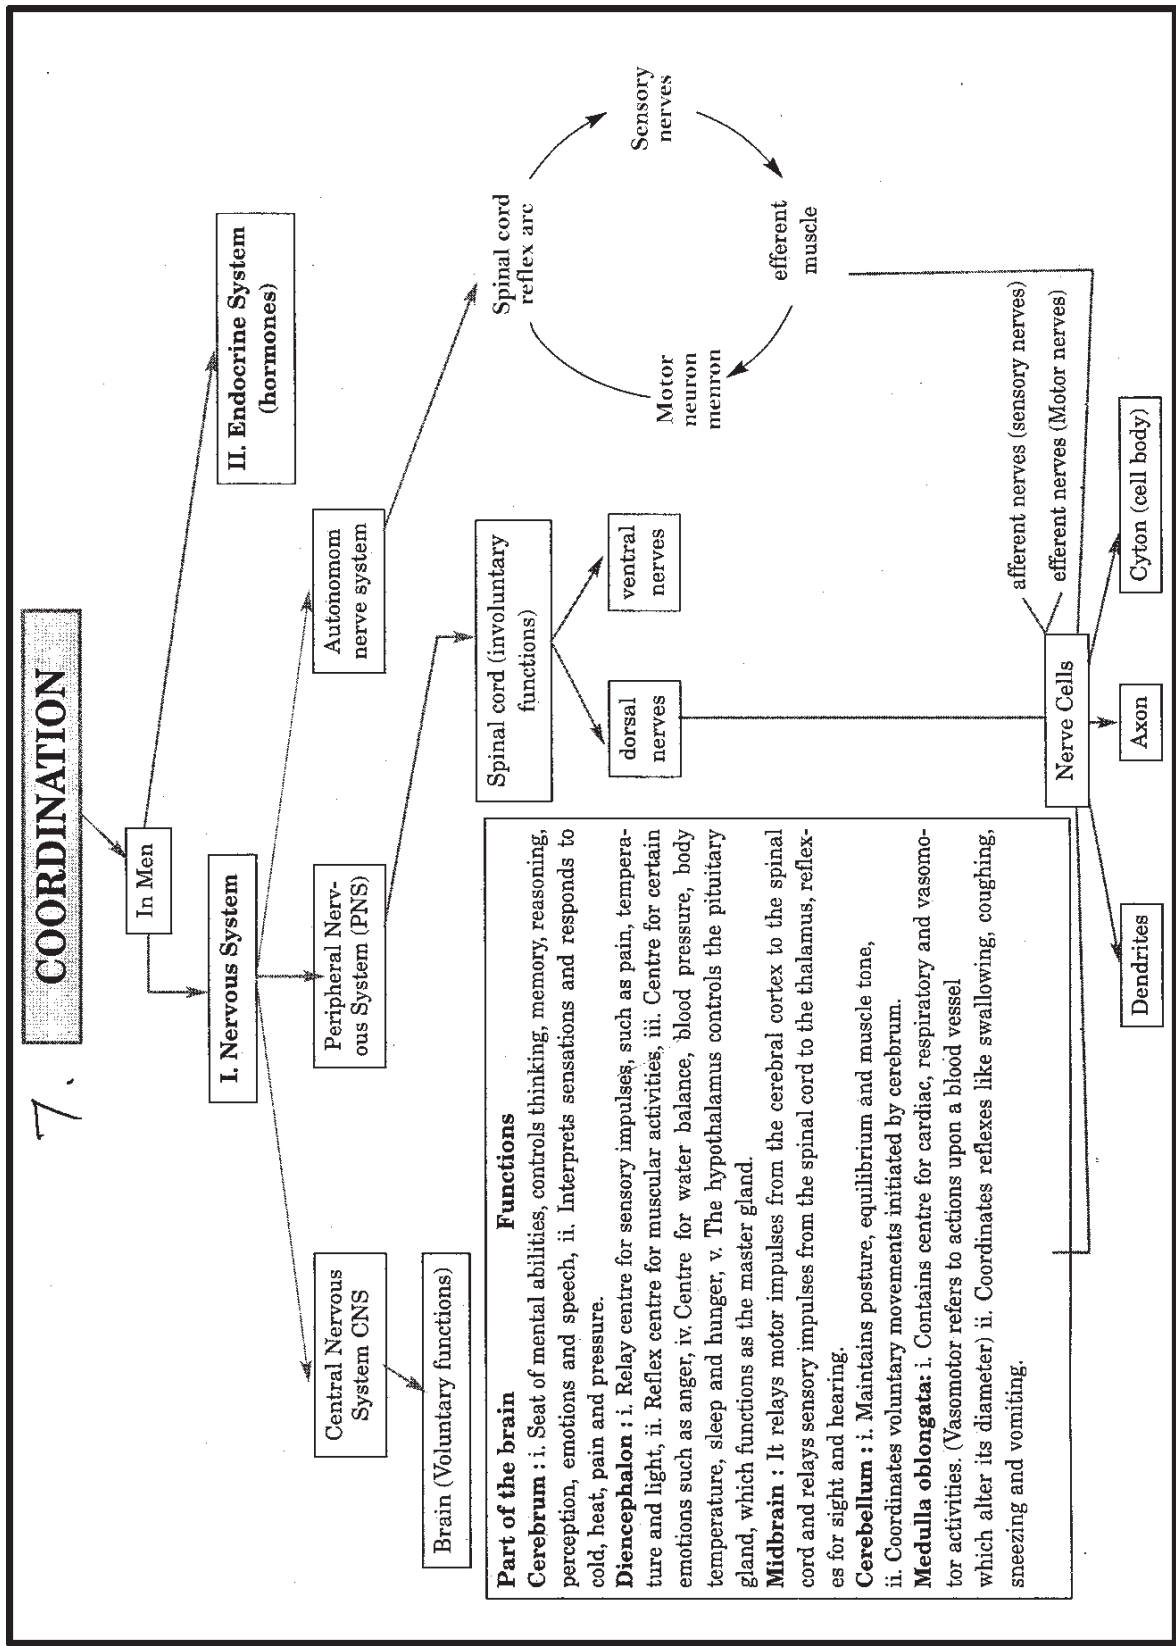 7.
COORDINATION
In Men
I. Nervous System
II. Endocrine System
(hormones)
Central Nervous
System CNS
Peripheral Nerv-
ous System (PNS)
Autonomom
nerve system
Brain (Voluntary functions)
Spinal cord (involuntary
functions)
dorsal
nerves
ventral
nerves
Spinal cord
reflex arc
Sensory
nerves
efferent
muscle
Motor
neuron
menron
Part of the brain Functions
Cerebrum : i. Seat of mental abilities, controls thinking, memory, reasoning,
perception, emotions and speech, ii. Interprets sensations and responds to
cold, heat, pain and pressure.
Diencephalon : i. Relay centre for sensory impulses, such as pain, tempera-
ture and light, ii. Reflex centre for muscular activities, iii. Centre for certain
emotions such as anger, iv. Centre for water balance, blood pressure, body
temperature, sleep and hunger, v. The hypothalamus controls the pituitary
gland, which functions as the master gland.
Midbrain : It relays motor impulses from the cerebral cortex to the spinal
cord and relays sensory impulses from the spinal cord to the thalamus, reflex-
es for sight and hearing.
Cerebellum : i. Maintains posture, equilibrium and muscle tone,
ii. Coordinates voluntary movements initiated by cerebrum.
Medulla oblongata: i. Contains centre for cardiac, respiratory and vasomo-
tor activities. (Vasomotor refers to actions upon a blood vessel
which alter its diameter) ii. Coordinates reflexes like swallowing, coughing,
sneezing and vomiting.
Nerve Cells
afferent nerves (sensory nerves)
efferent nerves (Motor nerves)
Dendrites
Axon
Cyton (cell body)